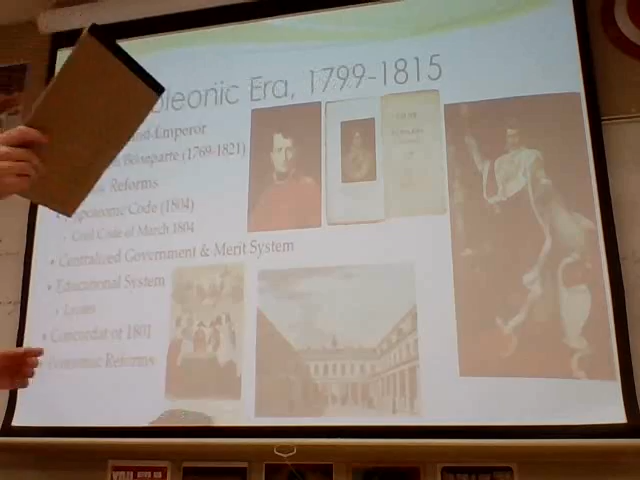 oleonic Era, 1799-1815
Emperor
Bonaparte (1769-1821)
Reforms
Code (1804)
Civil Code of March 1804
• Centralized Government & Merit System
• Educational System
• Lycées
• Concordat of 1801
Economic Reforms